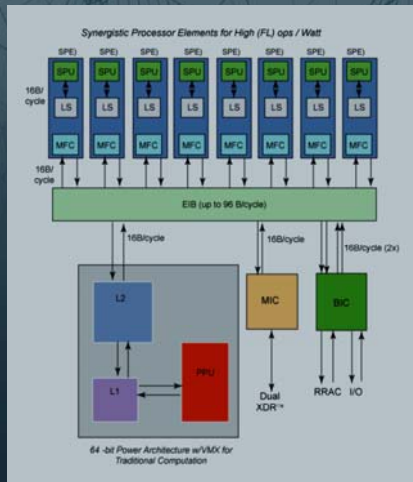 Synergistic Processor Elements for High (FL) ops / Watt
SPE) SPE) SPE) SPE) SPE) SPE) SPE) SPE)
SPU SPU SPU SPU SPU SPU SPU SPU
16B/
cycle
LS LS LS LS LS LS LS LS
MFC MFC MFC MFC MFC MFC MFC MFC
16B/
cycle
EIB (up to 96 B/cycle)
16B/cycle 16B/cycle 16B/cycle (2x)
L2 MIC BIC
PPU
L1
Dual
XDR
RRAC I/O
64 -bit Power Architecture w/VMX for
Traditional Computation